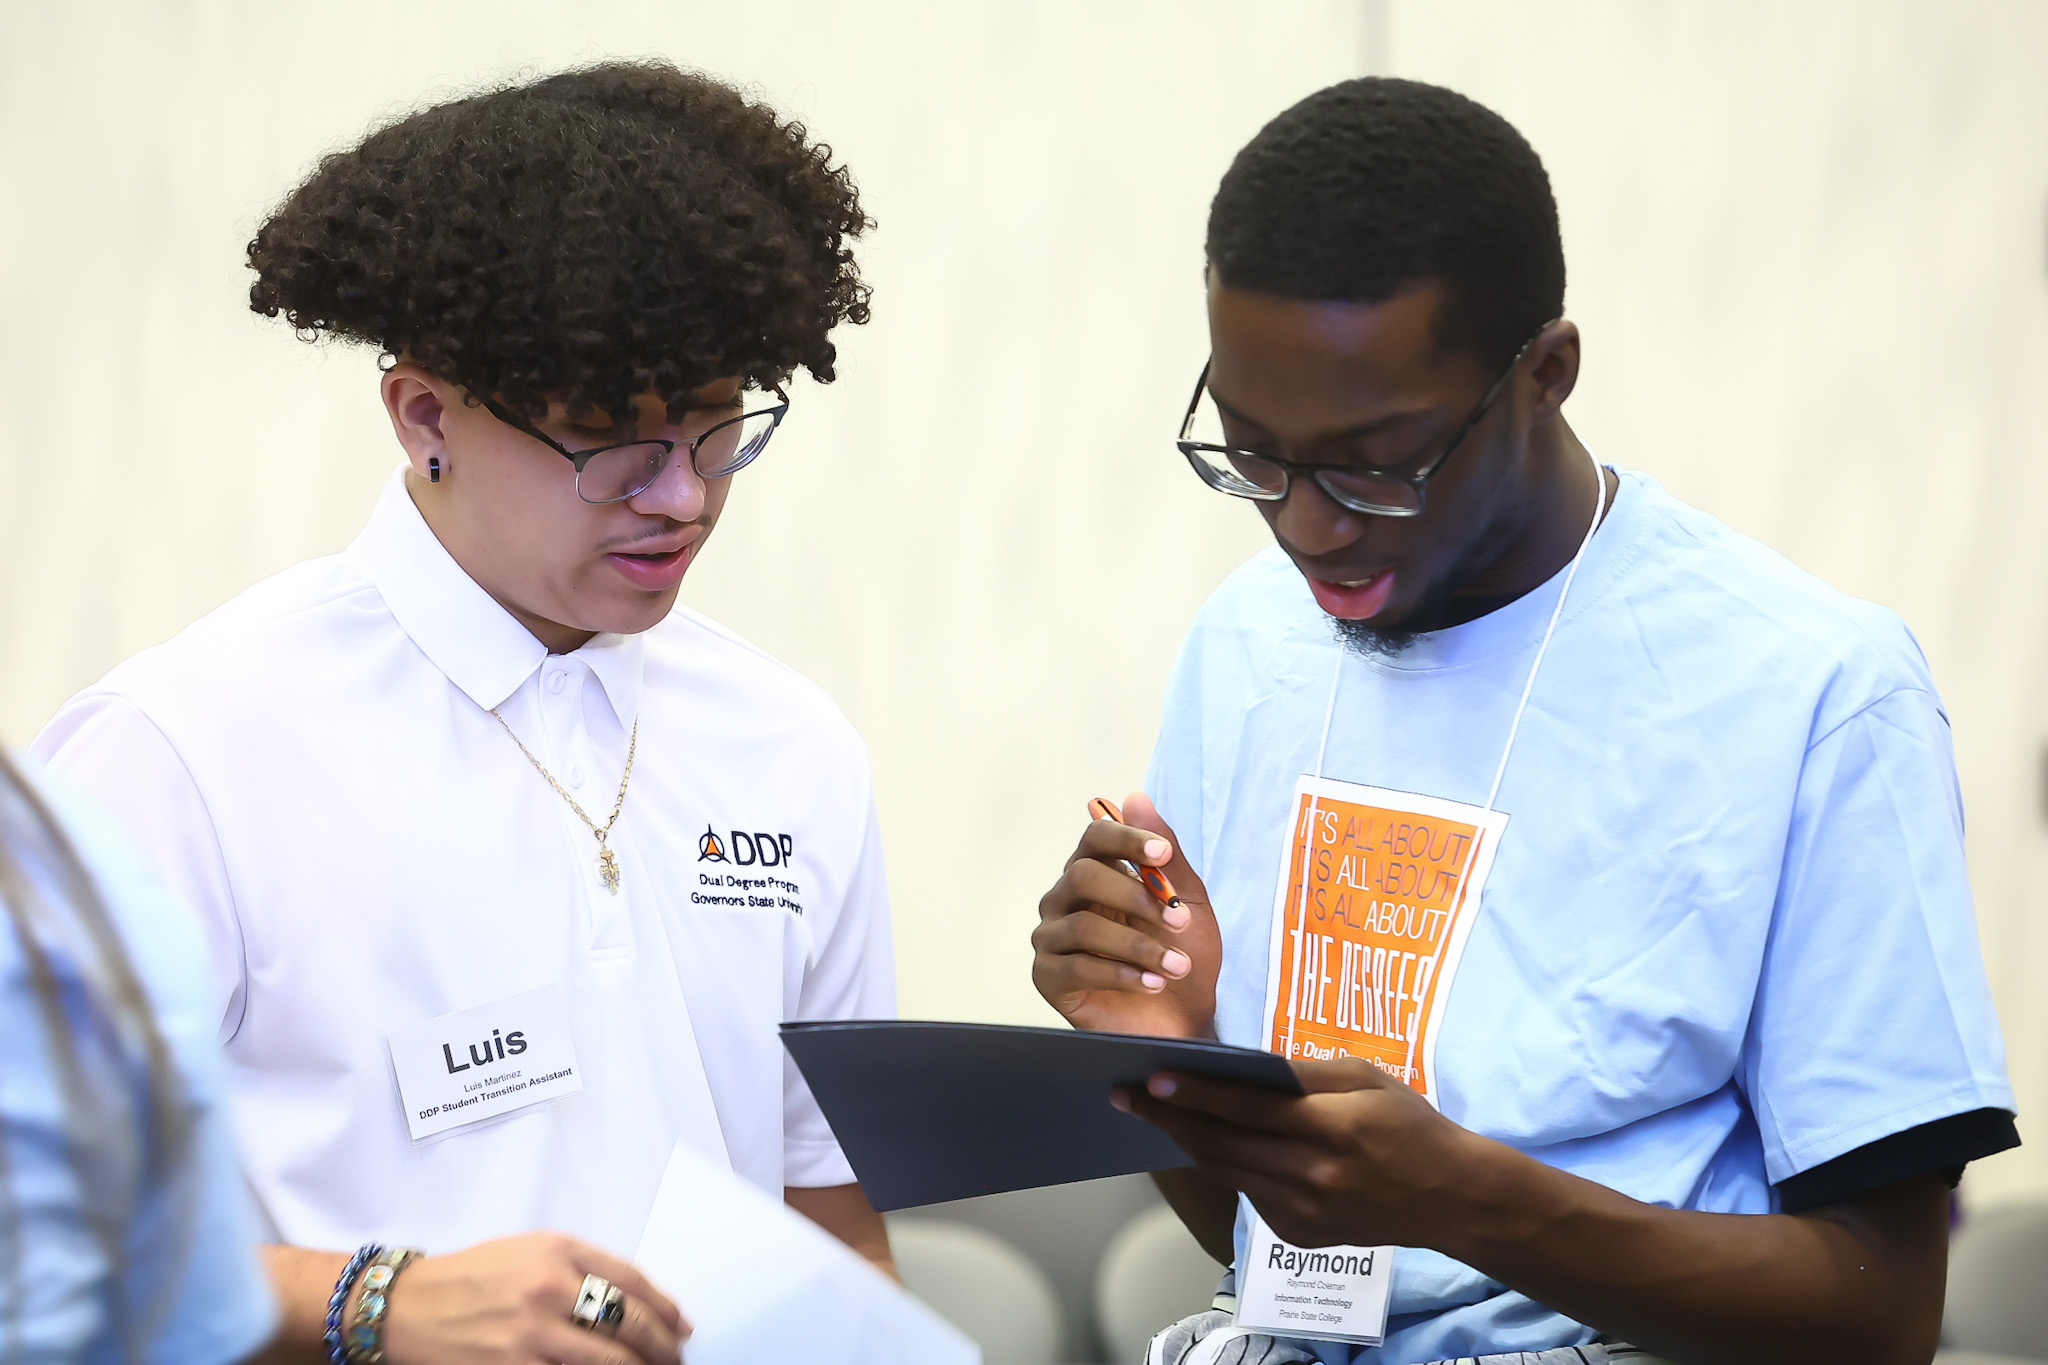 DDP
Dual Degree Program
Governors State University
Luis
Luis Martinez
DDP Student Transition Assistant
IT'S ALL ABOUT
IT'S ALL ABOUT
IT'S ALL ABOUT
THE DEGREES
The Dual Degree Program
Raymond
Raymond Coleman
Information Technology
Prairie State College